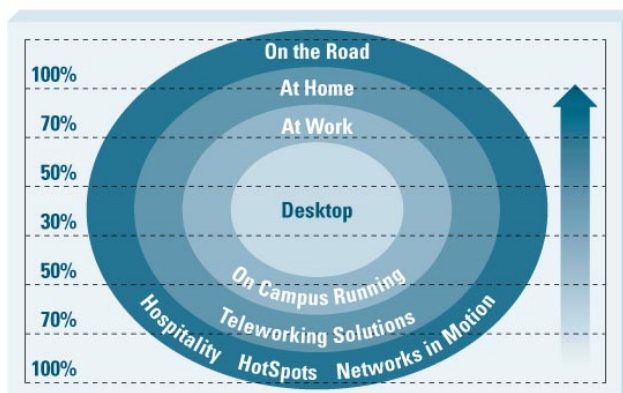 On the Road
100%
At Home
70%
At Work
50%
Desktop
30%
50%
On Campus Running
70%
Teleworking Solutions
Hospitality HotSpots Networks in Motion
100%